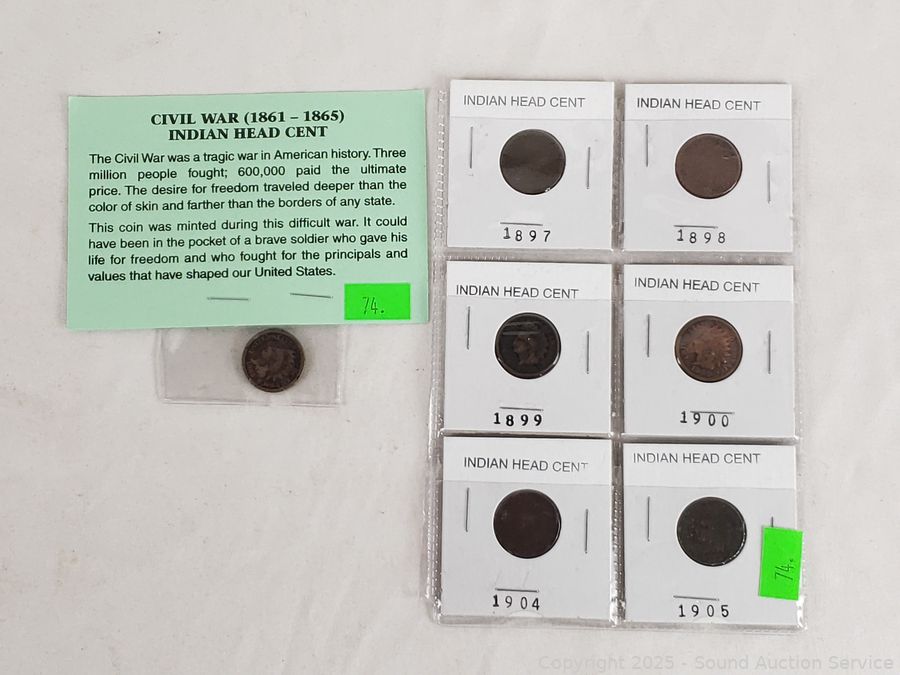 CIVIL WAR (1861 – 1865)
INDIAN HEAD CENT
The Civil War was a tragic war in American history. Three
million people fought; 600,000 paid the ultimate
price. The desire for freedom traveled deeper than the
color of skin and farther than the borders of any state.
This coin was minted during this difficult war. It could
have been in the pocket of a brave soldier who gave his
life for freedom and who fought for the principals and
values that have shaped our United States.
74.
INDIAN HEAD CENT
1897
INDIAN HEAD CENT
1898
INDIAN HEAD CENT
1899
INDIAN HEAD CENT
1900
INDIAN HEAD CENT
1904
INDIAN HEAD CENT
1905
74.
Copyright 2025 - Sound Auction Service